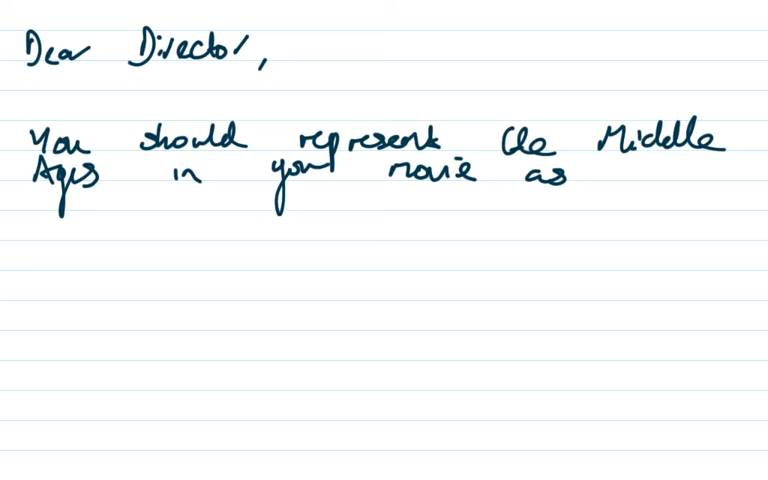 Dear Director,
You should represent the Middle
Ages in your movie as